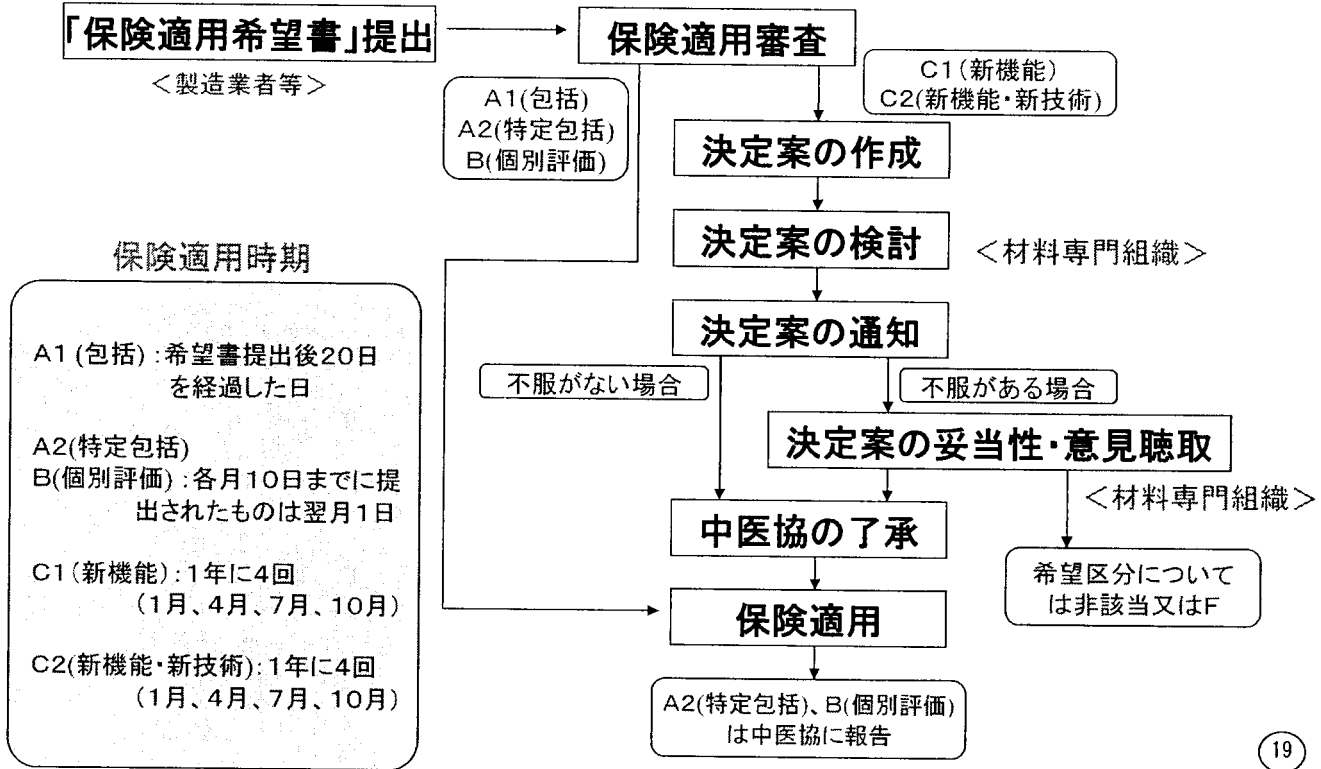 「保険適用希望書」提出
＜製造業者等＞
保険適用審査
A1(包括)
A2(特定包括)
B(個別評価)
C1(新機能)
C2(新機能・新技術)
決定案の作成
決定案の検討
＜材料専門組織＞
決定案の通知
不服がない場合
不服がある場合
決定案の妥当性・意見聴取
＜材料専門組織＞
中医協の了承
希望区分について
は非該当又はF
保険適用
A2(特定包括)、B(個別評価)
は中医協に報告
保険適用時期
A1(包括):希望書提出後20日
を経過した日
A2(特定包括)
B(個別評価):各月10日までに提
出されたものは翌月1日
C1(新機能):1年に4回
(1月、4月、7月、10月)
C2(新機能・新技術):1年に4回
(1月、4月、7月、10月)
19